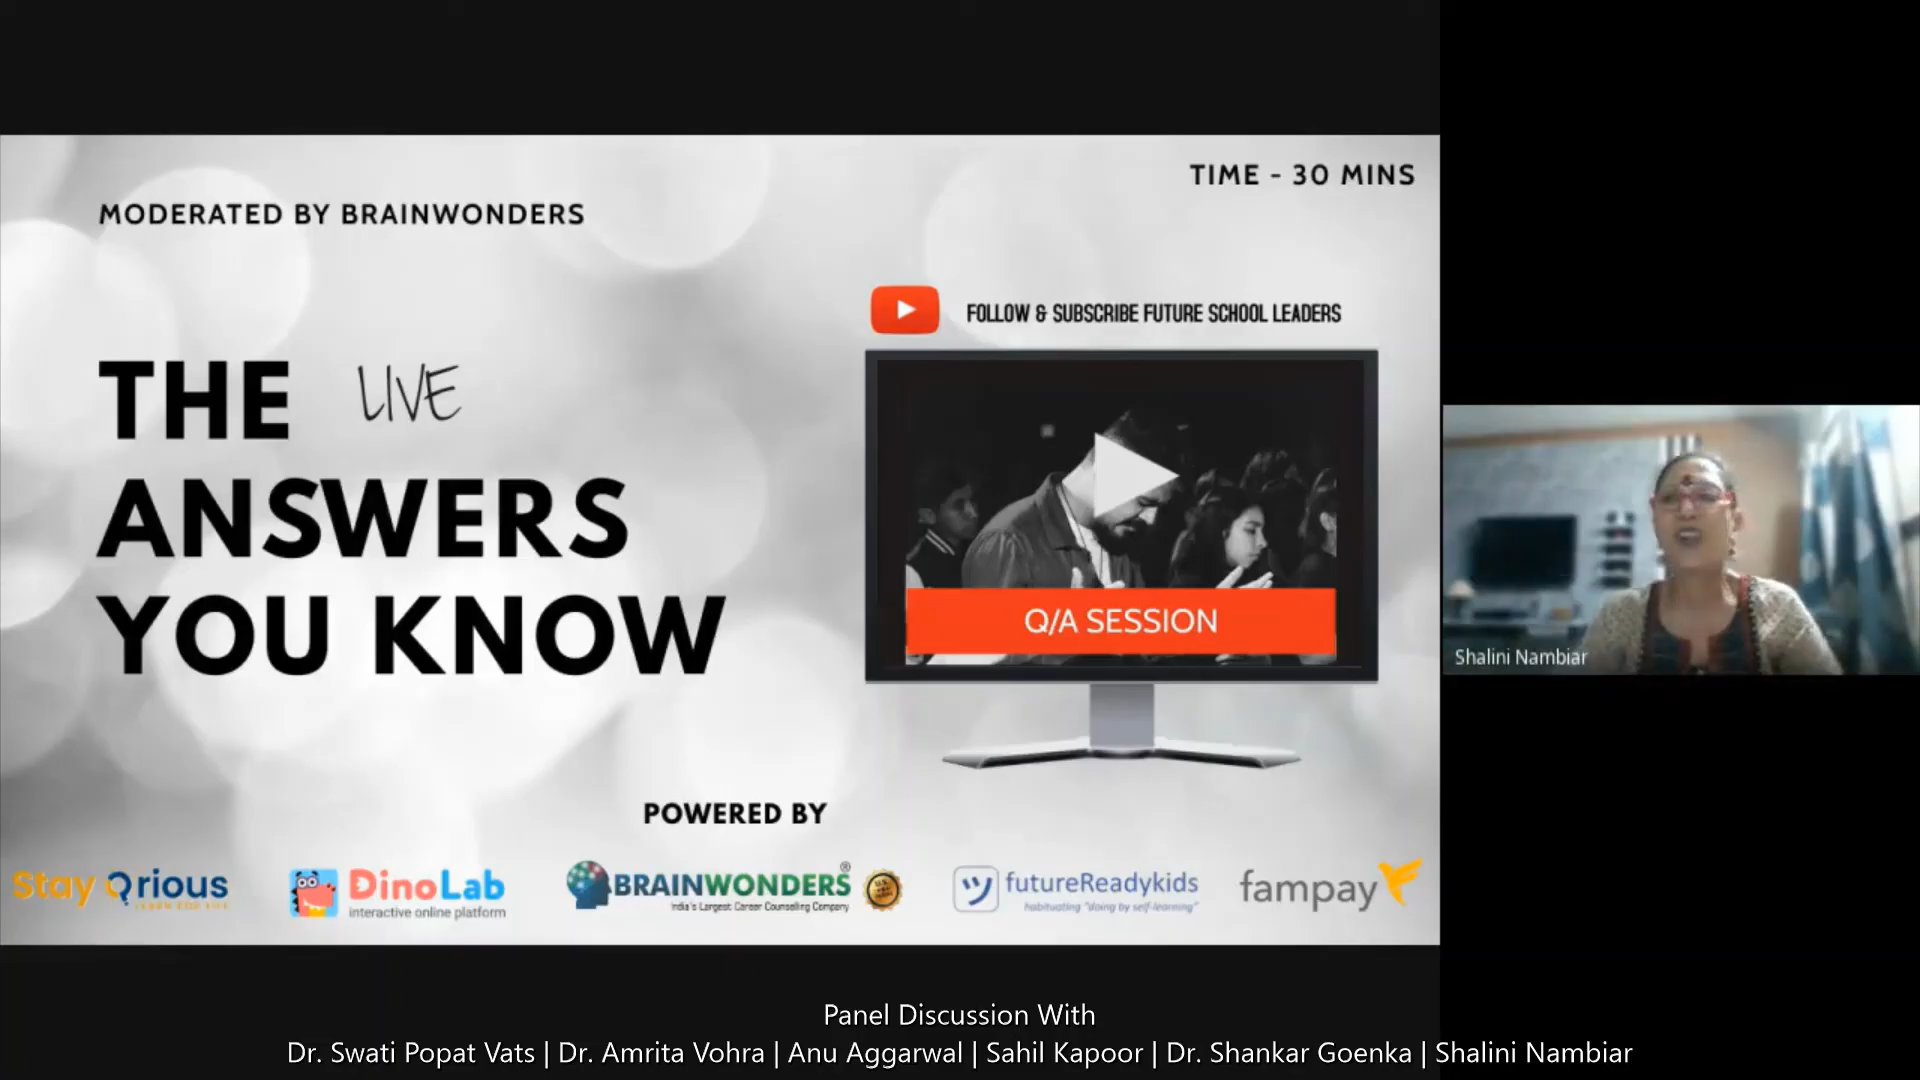 TIME - 30 MINS
MODERATED BY BRAINWONDERS
FOLLOW & SUBSCRIBE FUTURE SCHOOL LEADERS
THE LIVE
ANSWERS
YOU KNOW
Q/A SESSION
Shalini Nambiar
POWERED BY
Stay Qrious
DinoLab
interactive online platform
BRAINWONDERS®
India's Largest Career Counselling Company
futureReadykids
habituating "doing by self-learning"
fampay
Panel Discussion With
Dr. Swati Popat Vats | Dr. Amrita Vohra | Anu Aggarwal | Sahil Kapoor | Dr. Shankar Goenka | Shalini Nambiar